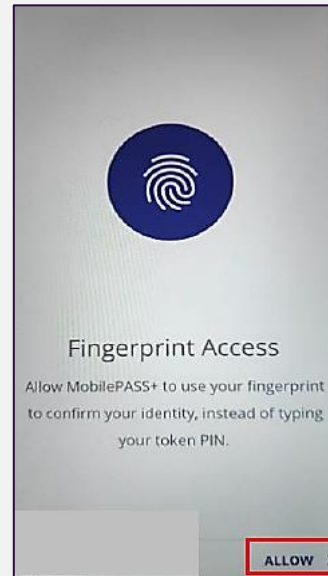 Fingerprint Access
Allow MobilePASS+ to use your fingerprint
to confirm your identity, instead of typing
your token PIN.
ALLOW